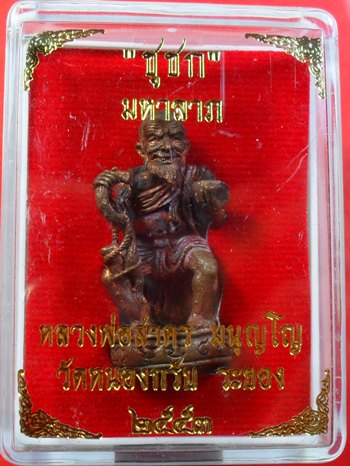 "ชูชก"
มหาลาภ
หลวงพ่อสาคร มนุญโญ
วัดหนองกรับ ระยอง
๒๕๕๓